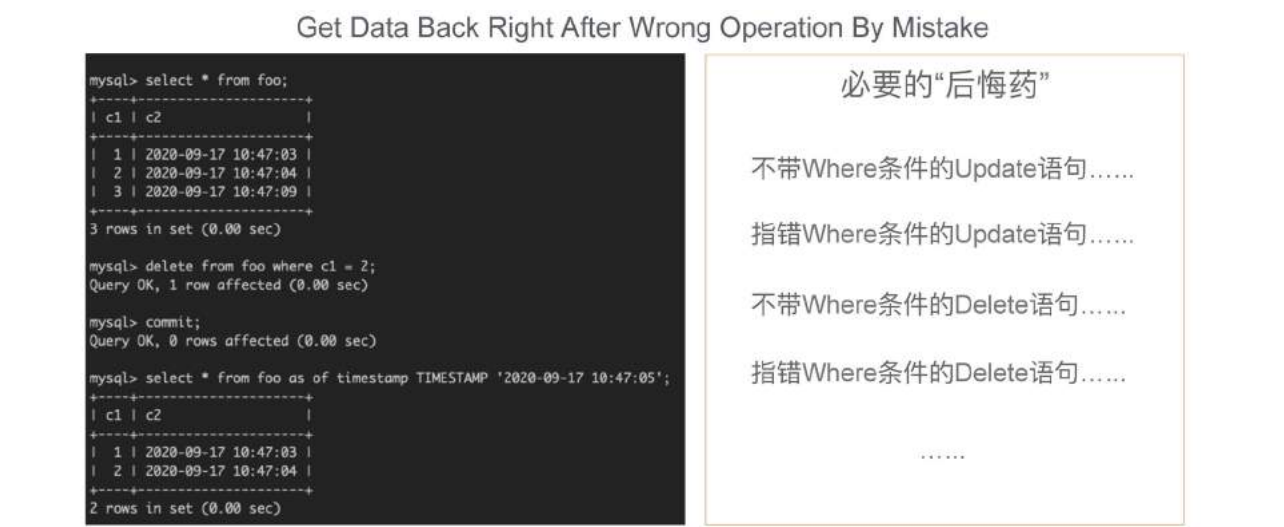 Get Data Back Right After Wrong Operation By Mistake
mysql> select * from foo;
+----+---------------------+
| c1 | c2                  |
+----+---------------------+
|  1 | 2020-09-17 10:47:03 |
|  2 | 2020-09-17 10:47:04 |
|  3 | 2020-09-17 10:47:09 |
+----+---------------------+
3 rows in set (0.00 sec)
mysql> delete from foo where c1 = 2;
Query OK, 1 row affected (0.00 sec)
mysql> commit;
Query OK, 0 rows affected (0.00 sec)
mysql> select * from foo as of timestamp TIMESTAMP '2020-09-17 10:47:05';
+----+---------------------+
| c1 | c2                  |
+----+---------------------+
|  1 | 2020-09-17 10:47:03 |
|  2 | 2020-09-17 10:47:04 |
+----+---------------------+
2 rows in set (0.00 sec)
必要的“后悔药”
不带Where条件的Update语句……
指错Where条件的Update语句……
不带Where条件的Delete语句……
指错Where条件的Delete语句……
……